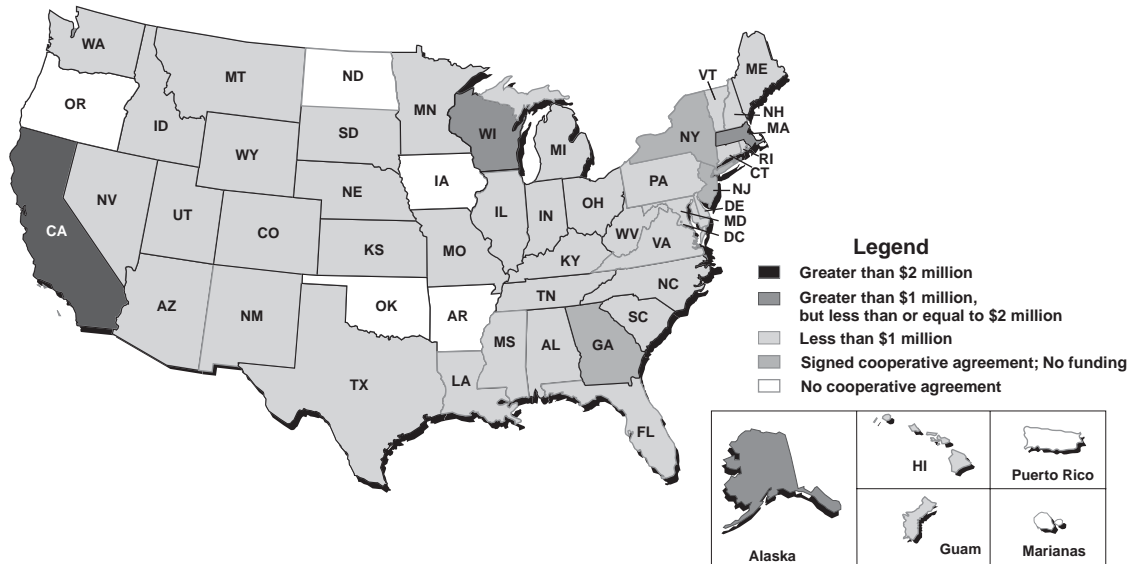 WA
OR
CA
NV
ID
MT
WY
UT
AZ
CO
NM
ND
SD
NE
KS
OK
TX
MN
IA
MO
AR
LA
WI
IL
MI
IN
OH
KY
TN
MS
AL
GA
FL
SC
NC
VA
WV
PA
NY
VT
ME
NH
MA
RI
CT
NJ
DE
MD
DC
Legend
Greater than $2 million
Greater than $1 million,
but less than or equal to $2 million
Less than $1 million
Signed cooperative agreement; No funding
No cooperative agreement
Alaska
HI
Puerto Rico
Guam
Marianas